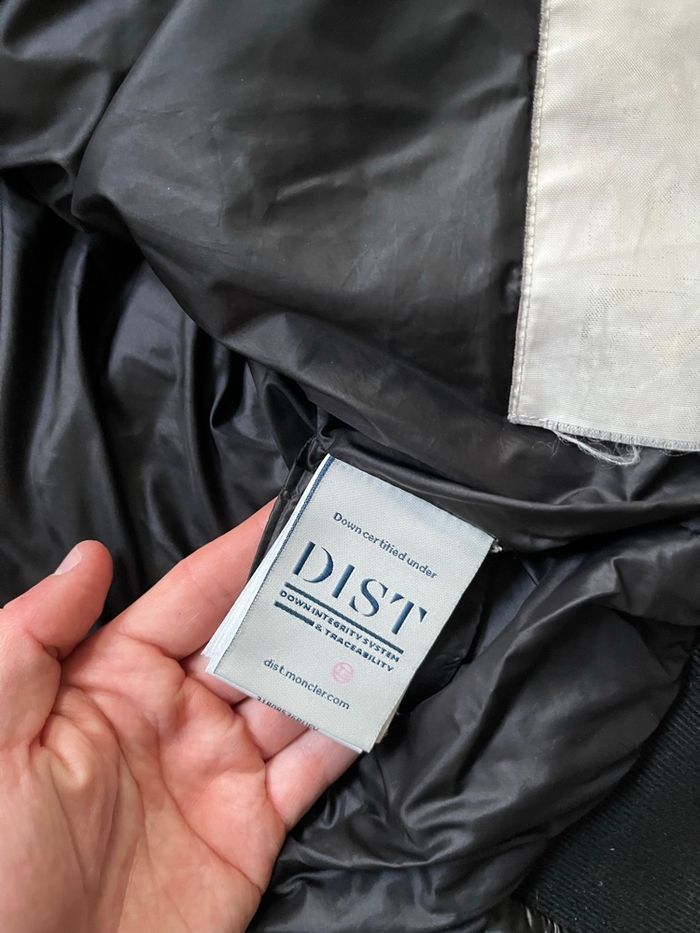 Down certified under
DIST
DOWN INTEGRITY SYSTEM
& TRACEABILITY
dist.moncler.com